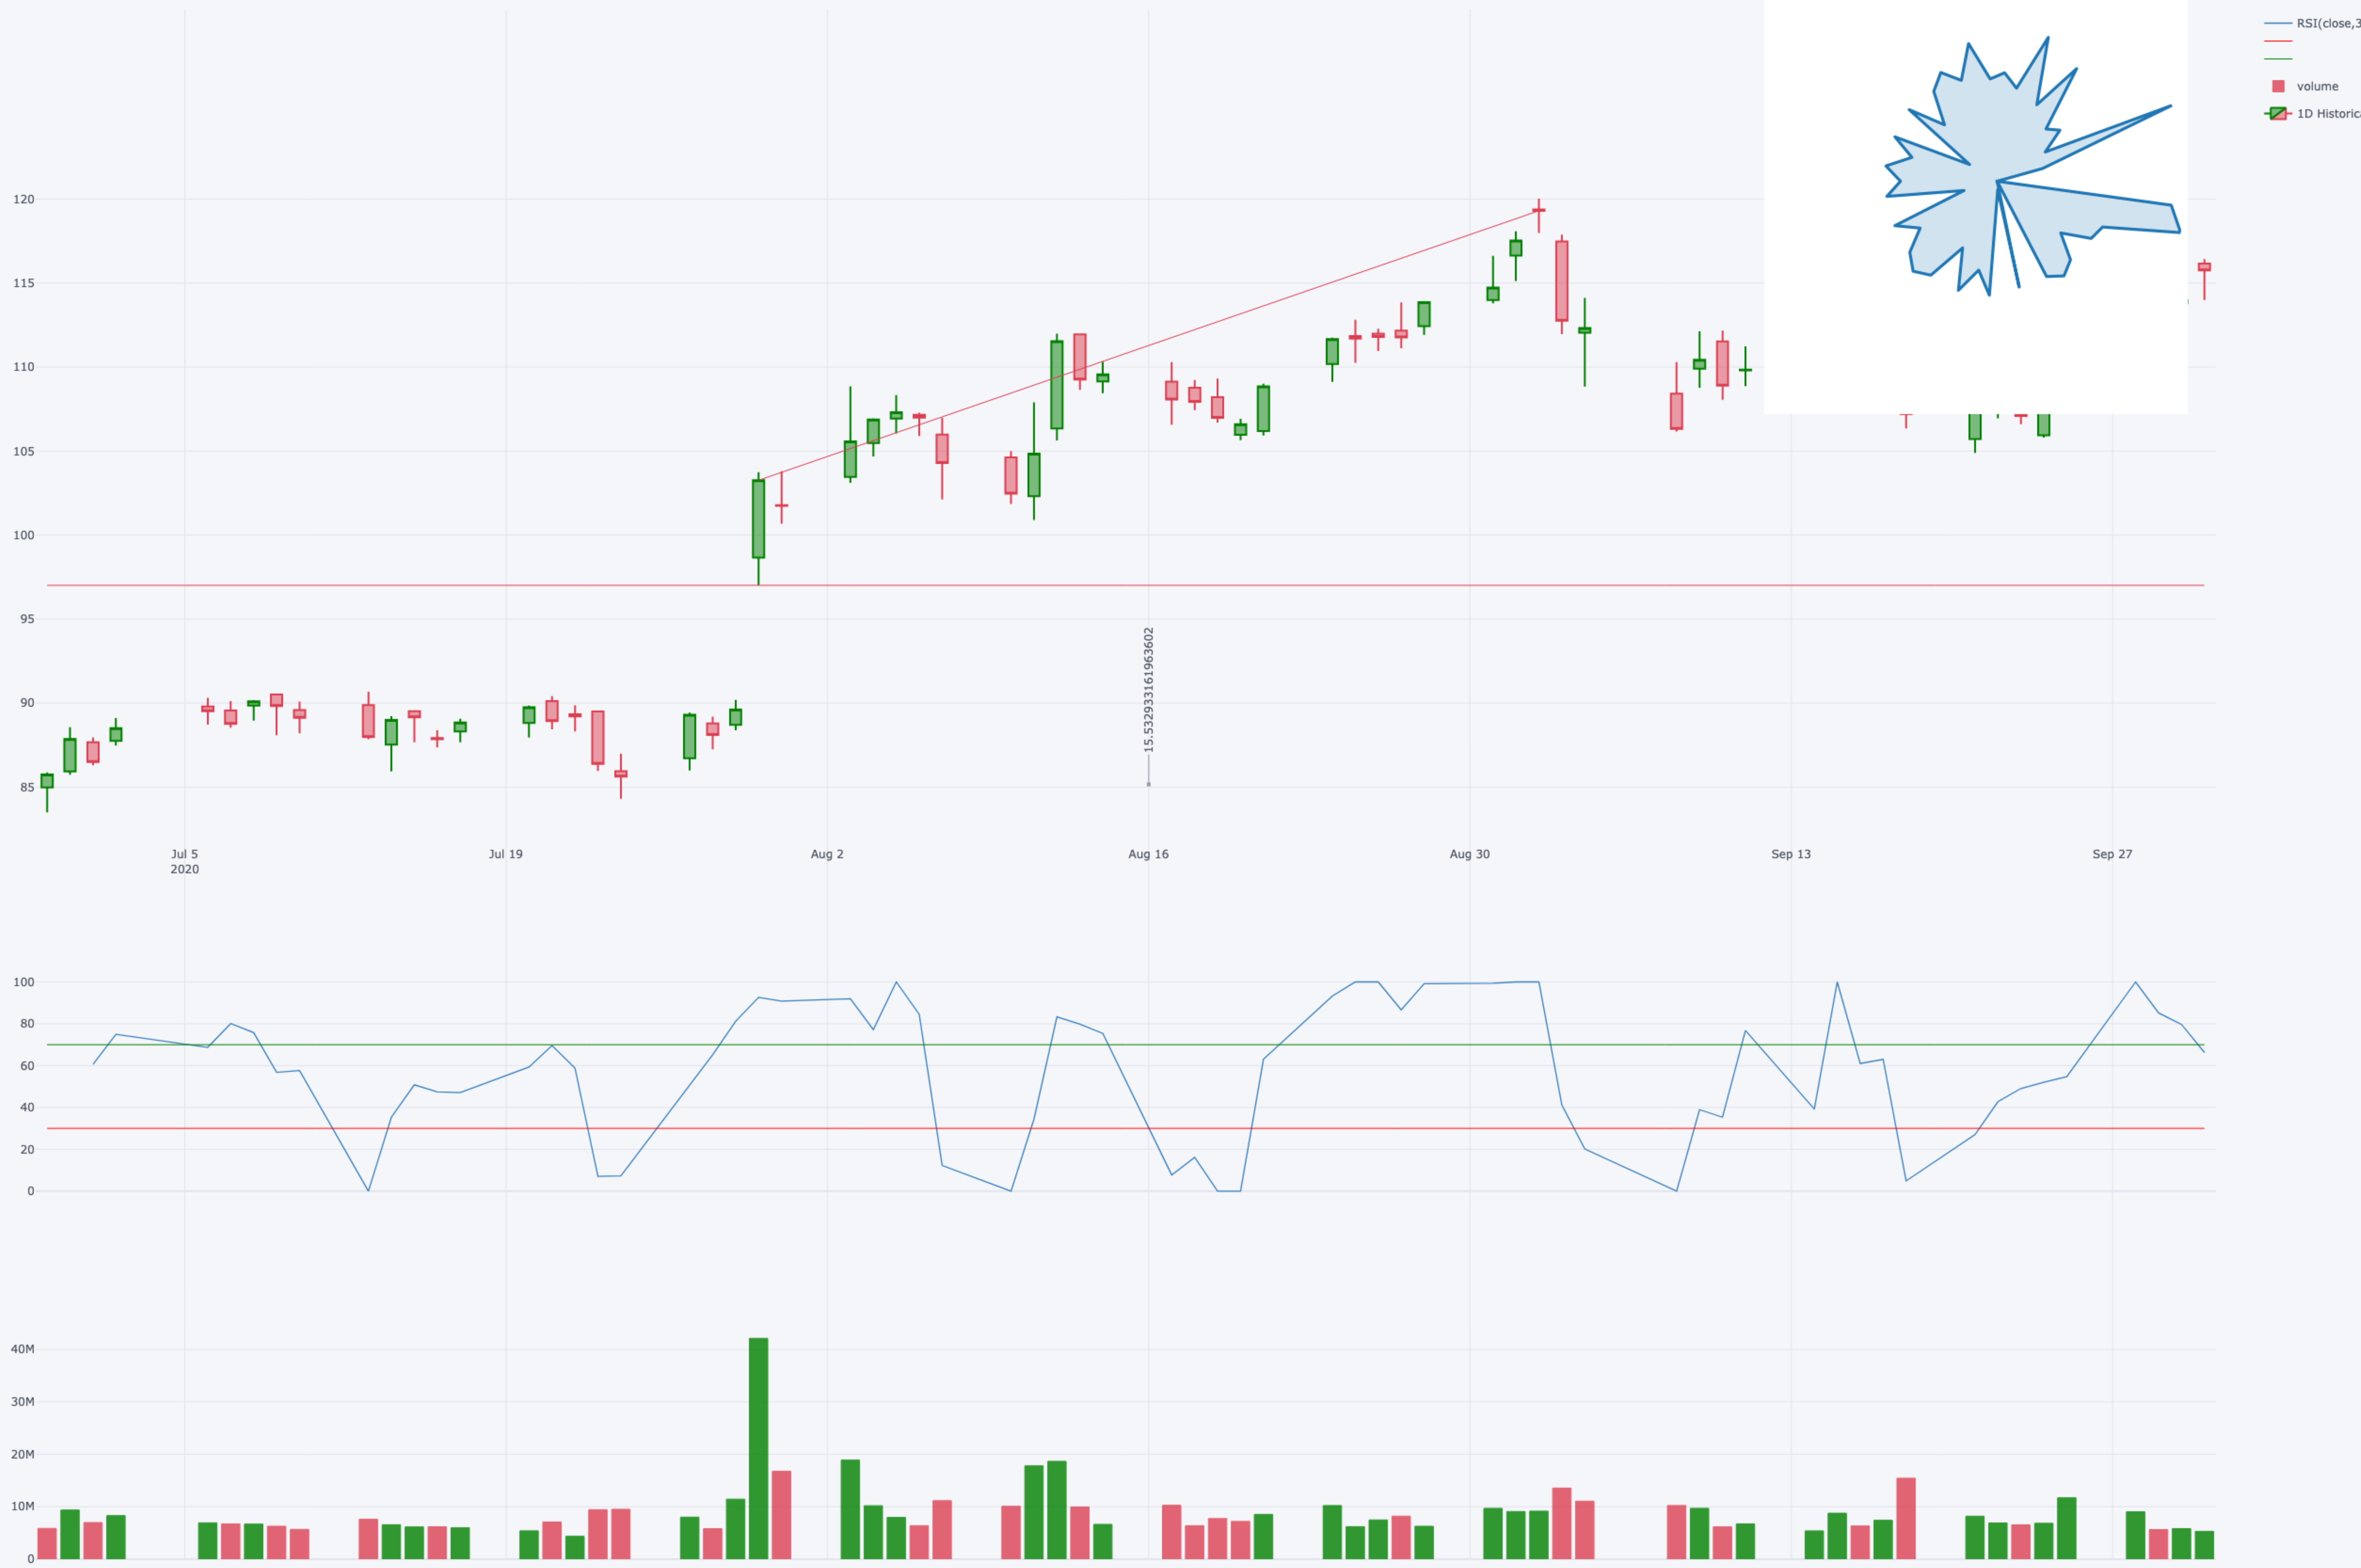 RSI(close,3
volume
1D Historic
120
115
110
105
100
95
90
85
15.532933161963602
Jul 5
2020
Jul 19
Aug 2
Aug 16
Aug 30
Sep 13
Sep 27
100
80
60
40
20
0
40M
30M
20M
10M
0